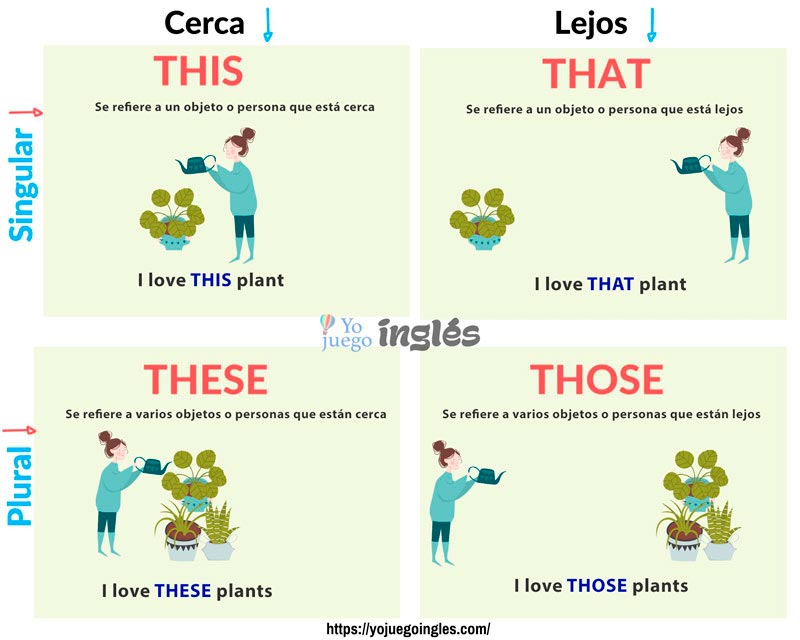 Cerca
Lejos
Singular
THIS
Se refiere a un objeto o persona que está cerca
I love THIS plant
THAT
Se refiere a un objeto o persona que está lejos
I love THAT plant
Yo
juego inglés
Plural
THESE
Se refiere a varios objetos o personas que están cerca
I love THESE plants
THOSE
Se refiere a varios objetos o personas que están lejos
I love THOSE plants
https://yojuegoingles.com/